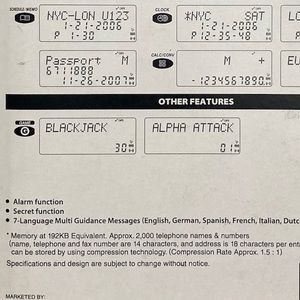 SCHEDULE/MEMO
NYC-LON U123
1-21-2006
P 1-30
CLOCK
*NYC SAT
1-21-2006
P12-35-48
Passport M
6711888
11-26-2007
CALC/CONV
M +
-1234567890.
OTHER FEATURES
GAME
BLACKJACK
30
ALPHA ATTACK
01
• Alarm function
• Secret function
• 7-Language Multi Guidance Messages (English, German, Spanish, French, Italian,
* Memory at 192KB Equivalent. Approx. 2,000 telephone names & numbers
(name, telephone and fax number are 14 characters, and address is 18 characters per
can be stored by using compression technology. (Compression Rate Approx. 1.5 : 1)
Specifications and design are subject to change without notice.
MARKETED BY: